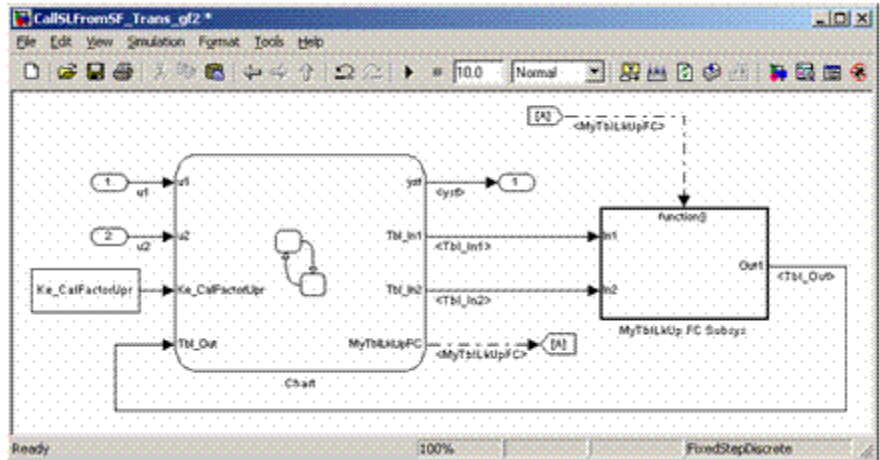 CallSLFromSF_Trans_gf2 *
File Edit View Simulation Format Tools Help
10.0 Normal
[A]
<MyTblLkUpFC>
1
u1
u1
yst
<yst>
1
function()
2
u2
u2
Tbl_In1
<Tbl_In1>
In1
Out1
<Tbl_Out>
Ke_CalFactorUpr
Ke_CalFactorUpr
Tbl_In2
<Tbl_In2>
In2
MyTblLkUp FC Subsys
Tbl_Out
MyTblLkUpFC
<MyTblLkUpFC>
[A]
Chart
Ready 100% FixedStepDiscrete